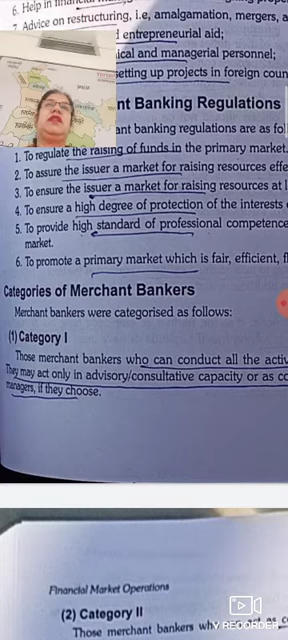 6. Help in financial
7. Advice on restructuring, i.e, amalgamation, mergers, a
d entrepreneurial aid;
ical and managerial personnel;
setting up projects in foreign coun
nt Banking Regulations
ant banking regulations are as fol
1. To regulate the raising of funds in the primary market.
2. To assure the issuer a market for raising resources effe
3. To ensure the issuer a market for raising resources at l
4. To ensure a high degree of protection of the interests
5. To provide high standard of professional competence
market.
6. To promote a primary market which is fair, efficient, fl
Categories of Merchant Bankers
Merchant bankers were categorised as follows:
(1) Category I
Those merchant bankers who can conduct all the activ
They may act only in advisory/consultative capacity or as co
managers, if they choose.
Financial Market Operations
(2) Category II
Those merchant bankers wh
V RECORDER